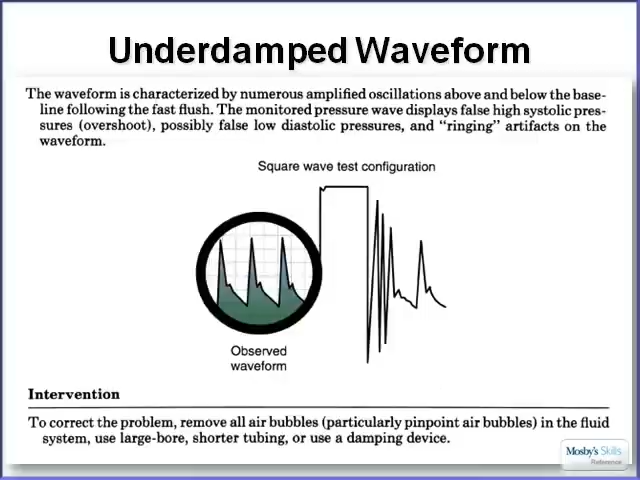 Underdamped Waveform
The waveform is characterized by numerous amplified oscillations above and below the base-
line following the fast flush. The monitored pressure wave displays false high systolic pres-
sures (overshoot), possibly false low diastolic pressures, and “ringing” artifacts on the
waveform.
Square wave test configuration
Observed
waveform
Intervention
To correct the problem, remove all air bubbles (particularly pinpoint air bubbles) in the fluid
system, use large-bore, shorter tubing, or use a damping device.
Mosby's Skills
Reference